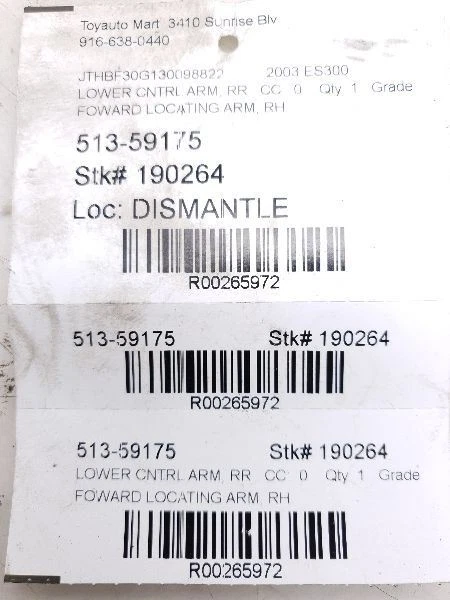 Toyauto Mart 3410 Sunrise Blv
916-638-0440
JTHBF30G130098822 2003 ES300
LOWER CNTRL ARM, RR CC 0 Qty 1 Grade
FOWARD LOCATING ARM, RH
513-59175
Stk# 190264
Loc: DISMANTLE
R00265972
513-59175 Stk# 190264
R00265972
513-59175 Stk# 190264
LOWER CNTRL ARM, RR CC 0 Qty 1 Grade
FOWARD LOCATING ARM, RH
R00265972